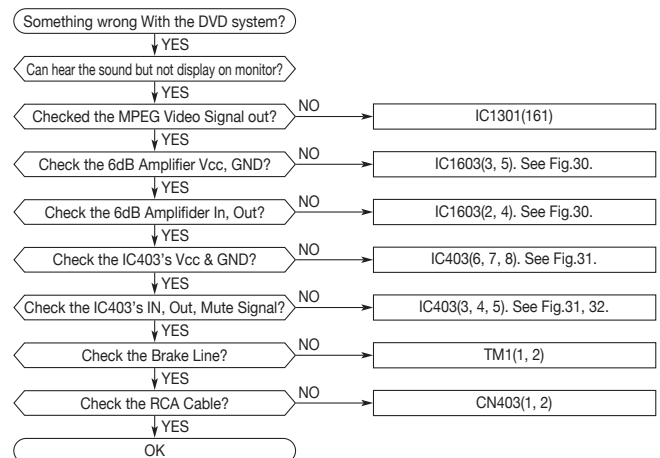 Something wrong With the DVD system?
YES
Can hear the sound but not display on monitor?
YES
Checked the MPEG Video Signal out?
NO
IC1301(161)
YES
Check the 6dB Amplifier Vcc, GND?
NO
IC1603(3, 5). See Fig.30.
YES
Check the 6dB Amplifider In, Out?
NO
IC1603(2, 4). See Fig.30.
YES
Check the IC403's Vcc & GND?
NO
IC403(6, 7, 8). See Fig.31.
YES
Check the IC403's IN, Out, Mute Signal?
NO
IC403(3, 4, 5). See Fig.31, 32.
YES
Check the Brake Line?
NO
TM1(1, 2)
YES
Check the RCA Cable?
NO
CN403(1, 2)
YES
OK